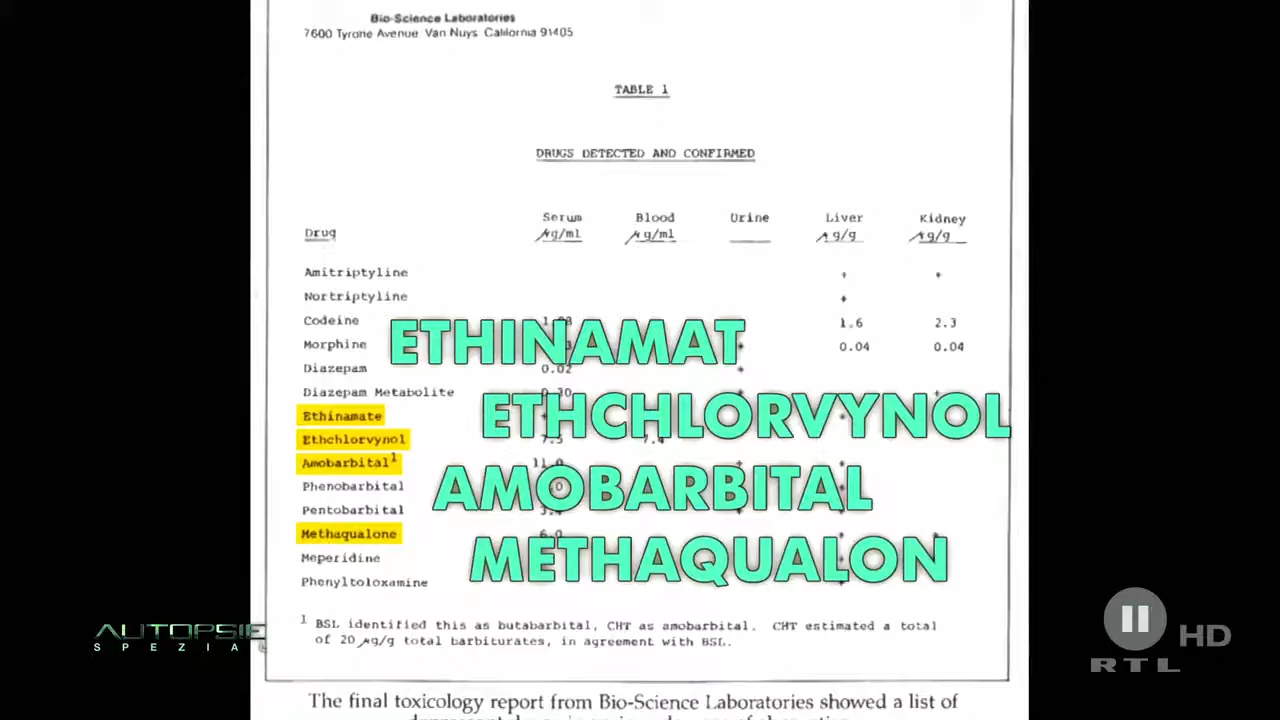 Bio-Science Laboratories
7600 Tyrone Avenue Van Nuys California 91405
TABLE 1
DRUGS DETECTED AND CONFIRMED
Drug Serum µg/ml Blood µg/ml Urine Liver µg/g Kidney µg/g
Amitriptyline + +
Nortriptyline +
Codeine 1.6 2.3
Morphine + 0.04 0.04
Diazepam 0.02 +
Diazepam Metabolite
Ethinamate
Ethchlorvynol
Amobarbital1
Phenobarbital
Pentobarbital
Methaqualone
Meperidine
Phenyltoloxamine
ETHINAMAT
ETHCHLORVYNOL
AMOBARBITAL
METHAQUALON
1 BSL identified this as butabarbital, CHT as amobarbital. CHT estimated a total
of 20 µg/g total barbiturates, in agreement with BSL.
AUTOPSIE
SPEZIAL
RTL HD
The final toxicology report from Bio-Science Laboratories showed a list of